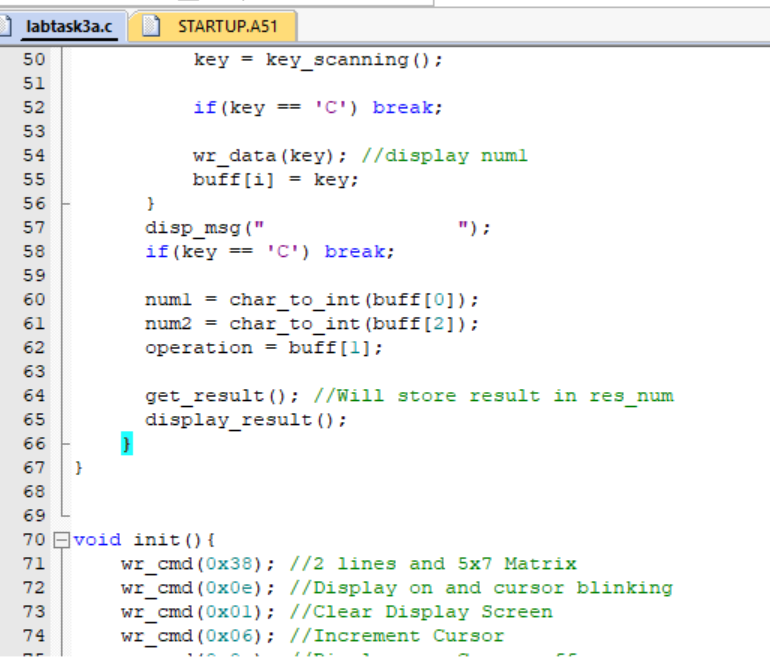 labtask3a.c STARTUP.A51
50 key = key_scanning();
51
52 if(key == 'C') break;
53
54 wr_data(key); //display num1
55 buff[i] = key;
56 }
57 disp_msg("                ");
58 if(key == 'C') break;
59
60 num1 = char_to_int(buff[0]);
61 num2 = char_to_int(buff[2]);
62 operation = buff[1];
63
64 get_result(); //Will store result in res_num
65 display_result();
66 }
67 }
68
69
70 void init(){
71 wr_cmd(0x38); //2 lines and 5x7 Matrix
72 wr_cmd(0x0e); //Display on and cursor blinking
73 wr_cmd(0x01); //Clear Display Screen
74 wr_cmd(0x06); //Increment Cursor